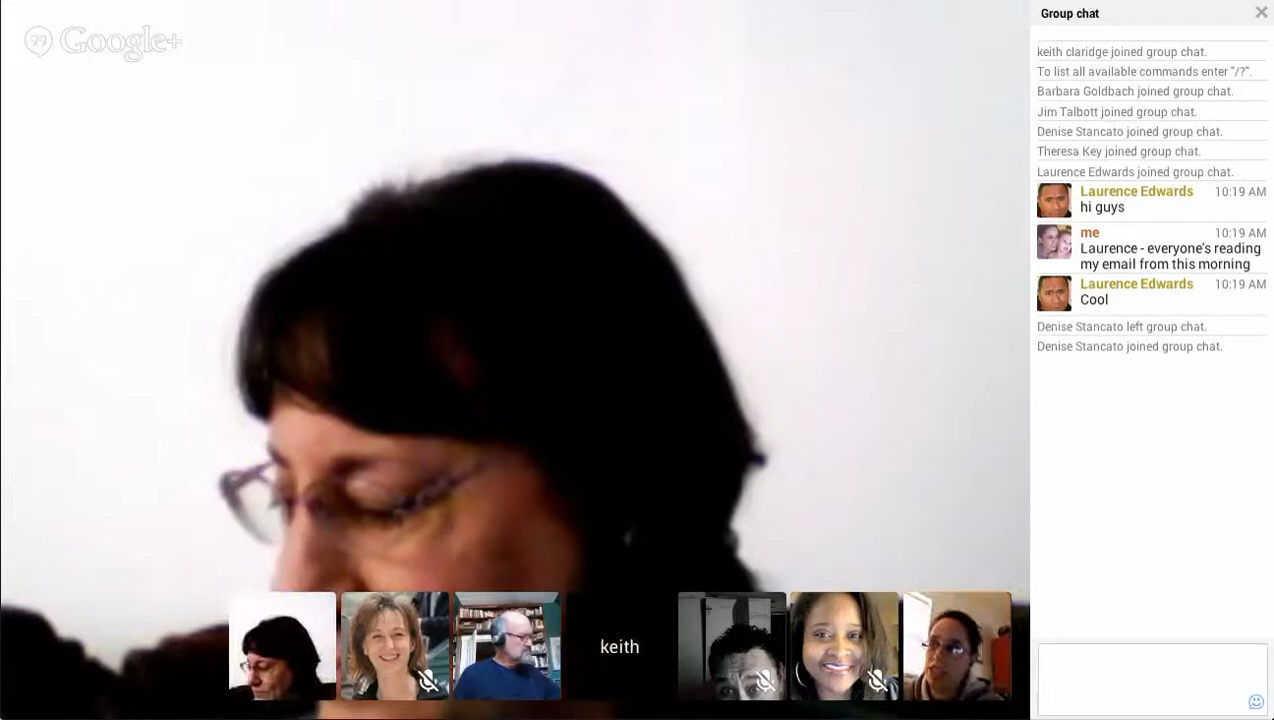 Google+
Group chat
keith claridge joined group chat.
To list all available commands enter "/?".
Barbara Goldbach joined group chat.
Jim Talbott joined group chat.
Denise Stancato joined group chat.
Theresa Key joined group chat.
Laurence Edwards joined group chat.
Laurence Edwards 10:19 AM
hi guys
me 10:19 AM
Laurence - everyone's reading
my email from this morning
Laurence Edwards 10:19 AM
Cool
Denise Stancato left group chat.
Denise Stancato joined group chat.
keith